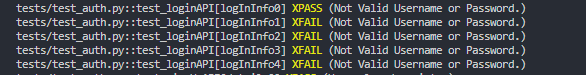 tests/test_auth.py::test_loginAPI[logInInfo0] XPASS (Not Valid Username or Password.)
tests/test_auth.py::test_loginAPI[logInInfo1] XFAIL (Not Valid Username or Password.)
tests/test_auth.py::test_loginAPI[logInInfo2] XFAIL (Not Valid Username or Password.)
tests/test_auth.py::test_loginAPI[logInInfo3] XFAIL (Not Valid Username or Password.)
tests/test_auth.py::test_loginAPI[logInInfo4] XFAIL (Not Valid Username or Password.)